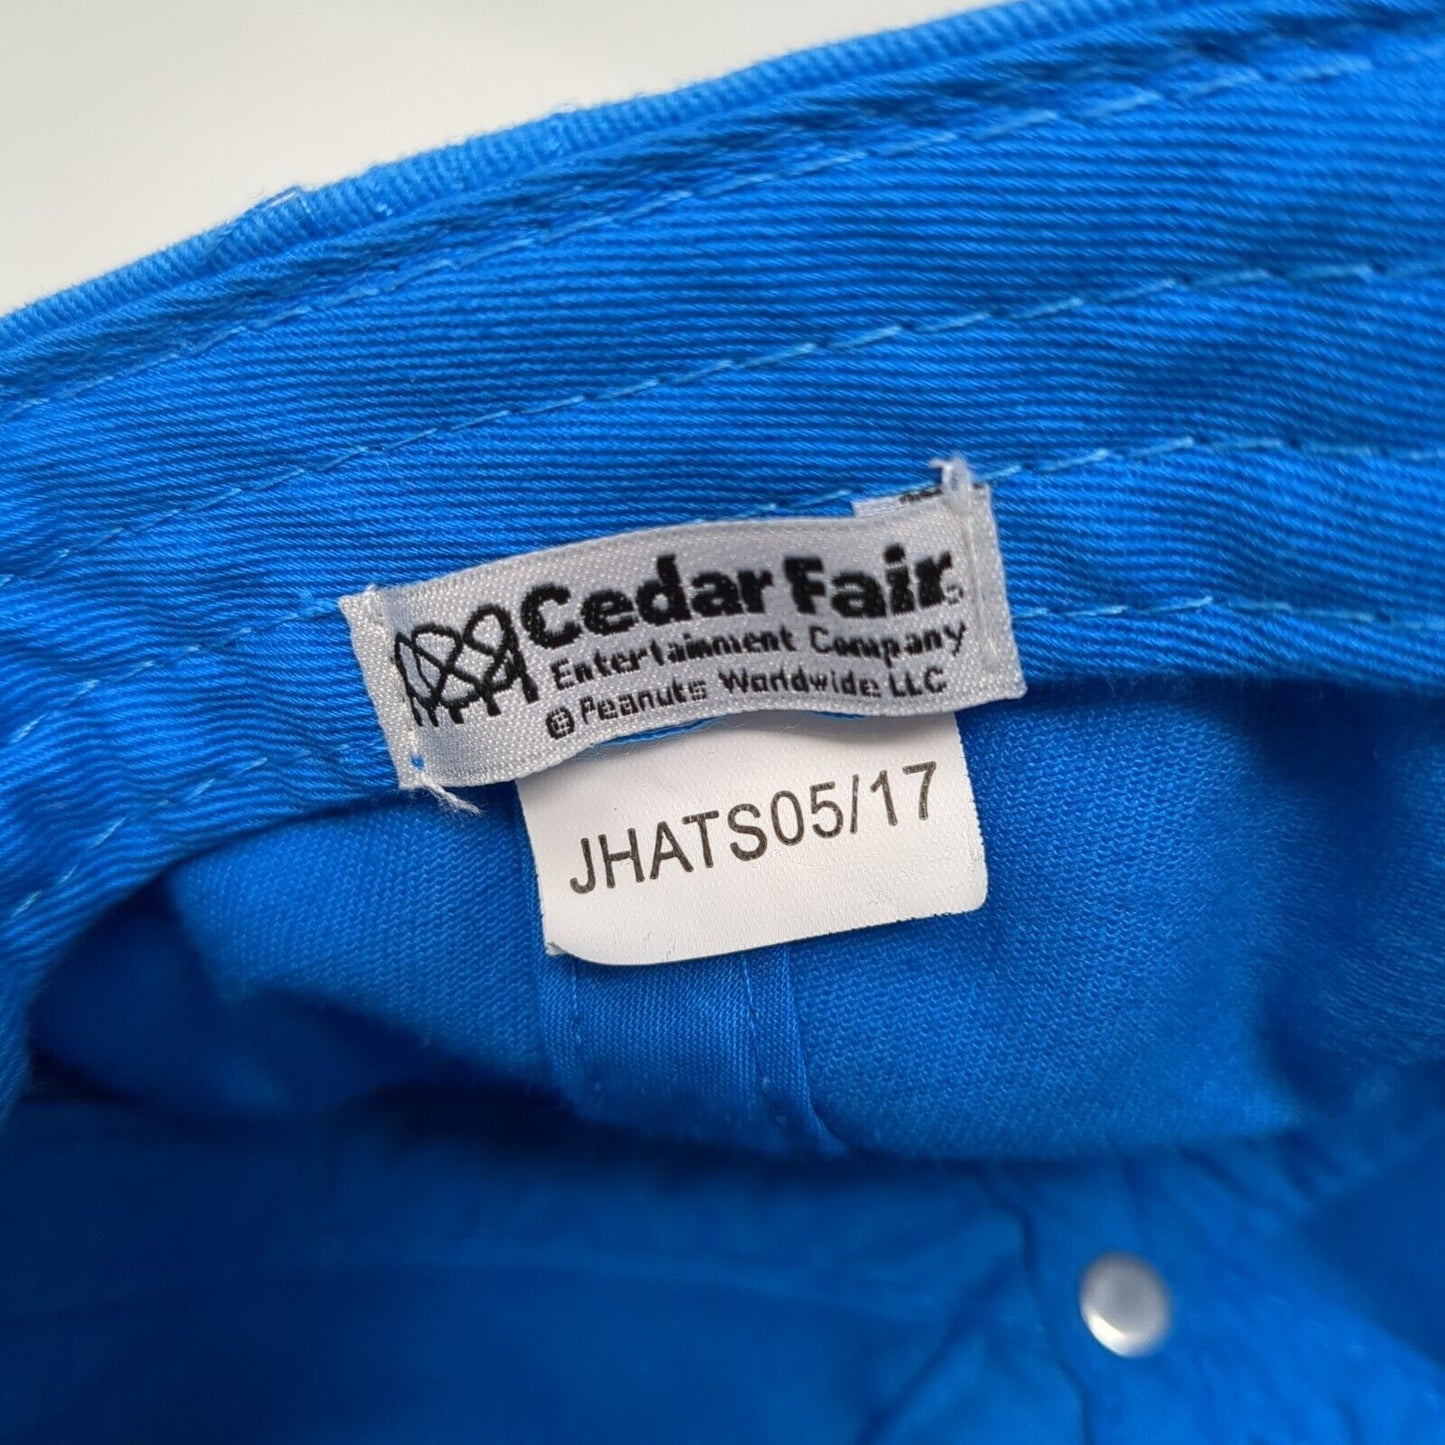 Cedar Fair
Entertainment Company
© Peanuts Worldwide LLC
JHATS05/17